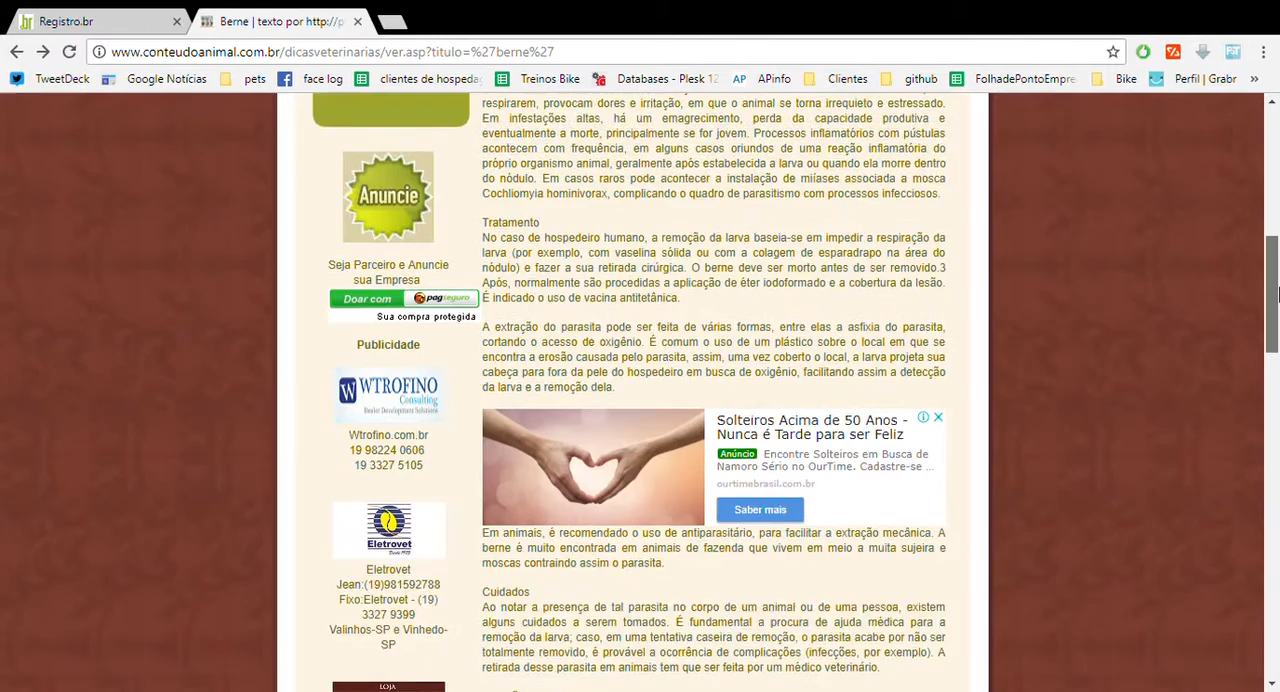 Registro.br
Berne | texto por http://p
www.conteudoanimal.com.br/dicasveterinarias/ver.asp?titulo=%27berne%27
TweetDeck Google Notícias pets face log clientes de hospeda Treinos Bike Databases - Plesk 12 AP APinfo Clientes github FolhadePontoEmpre Bike Perfil | Grabr »
respirarem, provocam dores e irritação, em que o animal se torna irrequieto e estressado.
Em infestações altas, há um emagrecimento, perda da capacidade produtiva e
eventualmente a morte, principalmente se for jovem. Processos inflamatórios com pústulas
acontecem com frequência, em alguns casos oriundos de uma reação inflamatória do
próprio organismo animal, geralmente após estabelecida a larva ou quando ela morre dentro
do nódulo. Em casos raros pode acontecer a instalação de miíases associada a mosca
Cochliomyia hominivorax, complicando o quadro de parasitismo com processos infecciosos.
Tratamento
No caso de hospedeiro humano, a remoção da larva baseia-se em impedir a respiração da
larva (por exemplo, com vaselina sólida ou com a colagem de esparadrapo na área do
nódulo) e fazer a sua retirada cirúrgica. O berne deve ser morto antes de ser removido.3
Após, normalmente são procedidas a aplicação de éter iodoformado e a cobertura da lesão.
É indicado o uso de vacina antitetânica.
A extração do parasita pode ser feita de várias formas, entre elas a asfixia do parasita,
cortando o acesso de oxigênio. É comum o uso de um plástico sobre o local em que se
encontra a erosão causada pelo parasita, assim, uma vez coberto o local, a larva projeta sua
cabeça para fora da pele do hospedeiro em busca de oxigênio, facilitando assim a detecção
da larva e a remoção dela.
Solteiros Acima de 50 Anos -
Nunca é Tarde para ser Feliz
Anúncio Encontre Solteiros em Busca de
Namoro Sério no OurTime. Cadastre-se ...
ourtimebrasil.com.br
Saber mais
Em animais, é recomendado o uso de antiparasitário, para facilitar a extração mecânica. A
berne é muito encontrada em animais de fazenda que vivem em meio a muita sujeira e
moscas contraindo assim o parasita.
Cuidados
Ao notar a presença de tal parasita no corpo de um animal ou de uma pessoa, existem
alguns cuidados a serem tomados. É fundamental a procura de ajuda médica para a
remoção da larva; caso, em uma tentativa caseira de remoção, o parasita acabe por não ser
totalmente removido, é provável a ocorrência de complicações (infecções, por exemplo). A
retirada desse parasita em animais tem que ser feita por um médico veterinário.
Anuncie
Seja Parceiro e Anuncie
sua Empresa
Doar com pagseguro
Sua compra protegida
Publicidade
W WTROFINO
Consulting
Dealer Development Solutions
Wtrofino.com.br
19 98224 0606
19 3327 5105
Eletrovet
Eletrovet
Jean:(19)981592788
Fixo:Eletrovet - (19)
3327 9399
Valinhos-SP e Vinhedo-
SP
LOJA